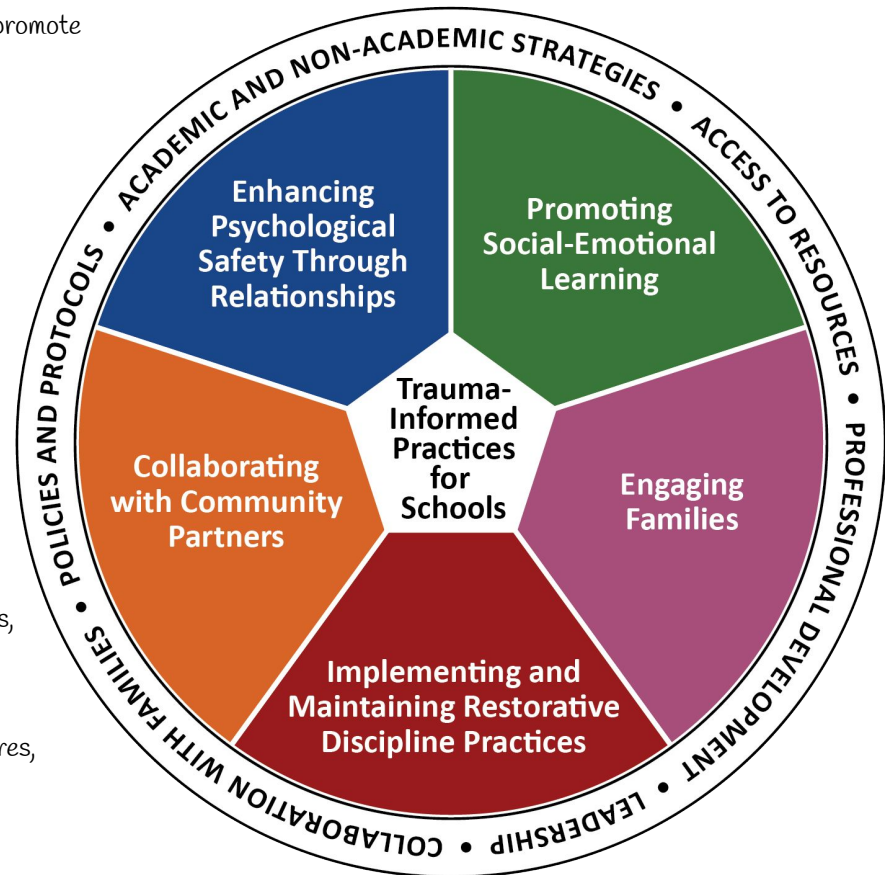 promote
ACADEMIC AND NON-ACADEMIC STRATEGIES • ACCESS TO RESOURCES • PROFESSIONAL DEVELOPMENT • LEADERSHIP • COLLABORATION WITH FAMILIES • POLICIES AND PROTOCOLS •
Enhancing
Psychological
Safety Through
Relationships
Promoting
Social-Emotional
Learning
Trauma-
Informed
Practices
for
Schools
Collaborating
with Community
Partners
Engaging
Families
Implementing and
Maintaining Restorative
Discipline Practices